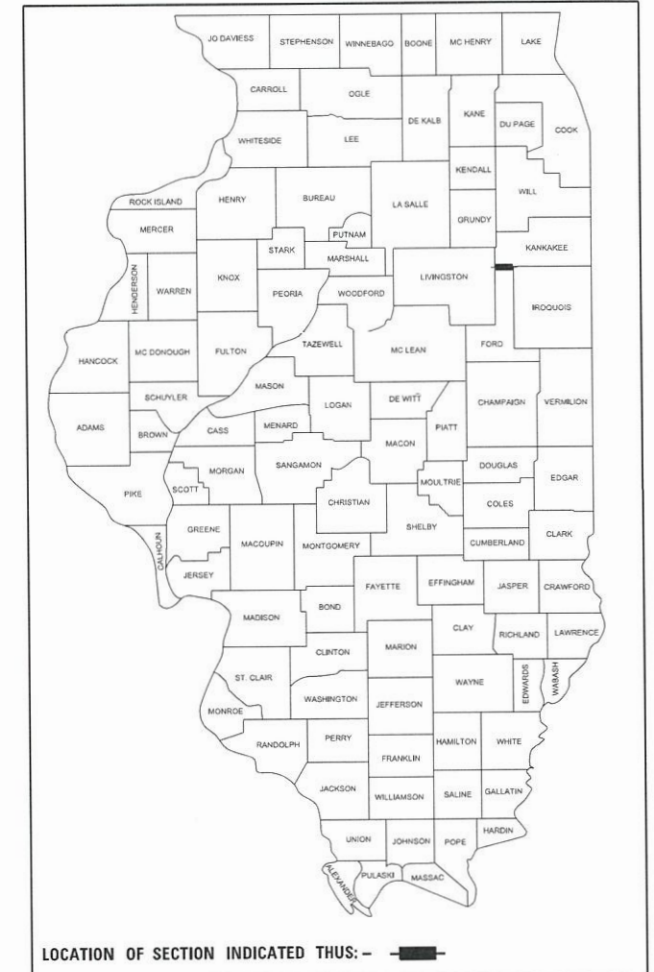 JO DAVIESS STEPHENSON WINNEBAGO BOONE MC HENRY LAKE
CARROLL OGLE DE KALB KANE DU PAGE COOK
WHITESIDE LEE
KENDALL WILL
ROCK ISLAND HENRY BUREAU LA SALLE GRUNDY
MERCER PUTNAM KANKAKEE
STARK MARSHALL
HENDERSON WARREN KNOX PEORIA WOODFORD LIVINGSTON IROQUOIS
HANCOCK MC DONOUGH FULTON TAZEWELL MC LEAN FORD
MASON
SCHUYLER LOGAN DE WITT CHAMPAIGN VERMILION
ADAMS BROWN CASS MENARD MACON PIATT
MORGAN SANGAMON DOUGLAS EDGAR
PIKE SCOTT CHRISTIAN MOULTRIE COLES
GREENE MACOUPIN MONTGOMERY SHELBY CUMBERLAND CLARK
CALHOUN JERSEY FAYETTE EFFINGHAM JASPER CRAWFORD
MADISON BOND CLAY RICHLAND LAWRENCE
CLINTON MARION
ST. CLAIR WAYNE EDWARDS WABASH
MONROE WASHINGTON JEFFERSON
RANDOLPH PERRY HAMILTON WHITE
FRANKLIN
JACKSON WILLIAMSON SALINE GALLATIN
UNION JOHNSON POPE HARDIN
ALEXANDER PULASKI MASSAC
LOCATION OF SECTION INDICATED THUS: -